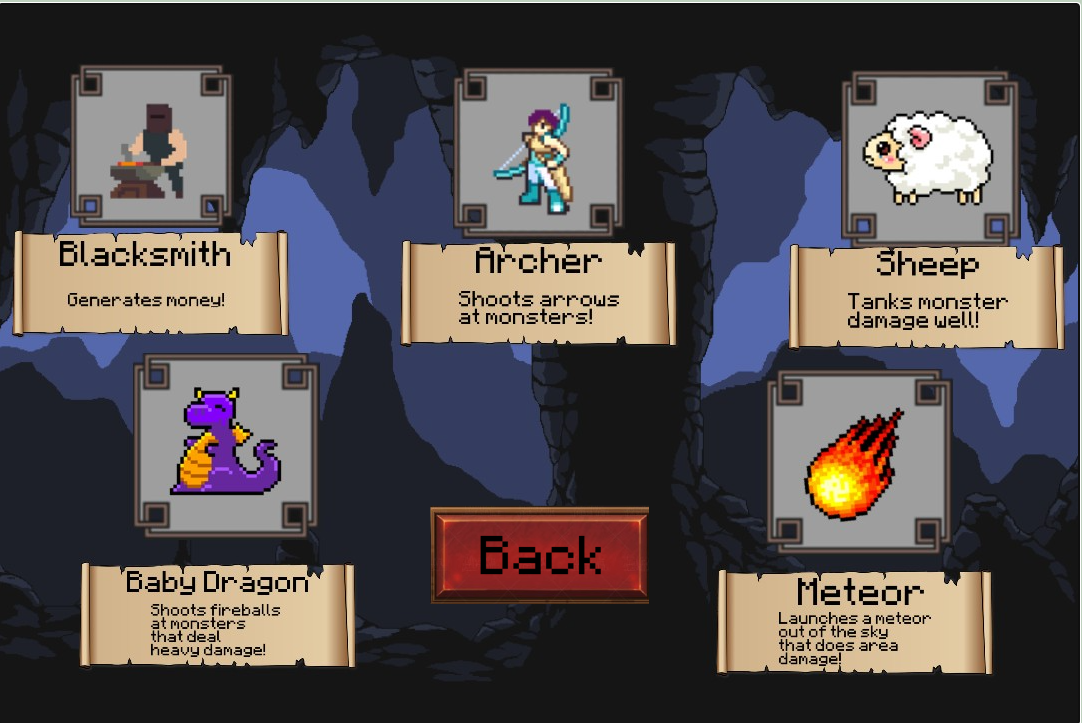 Blacksmith
Generates money!
Archer
Shoots arrows
at monsters!
Sheep
Tanks monster
damage well!
Baby Dragon
Shoots fireballs
at monsters
that deal
heavy damage!
Back
Meteor
Launches a meteor
out of the sky
that does area
damage!